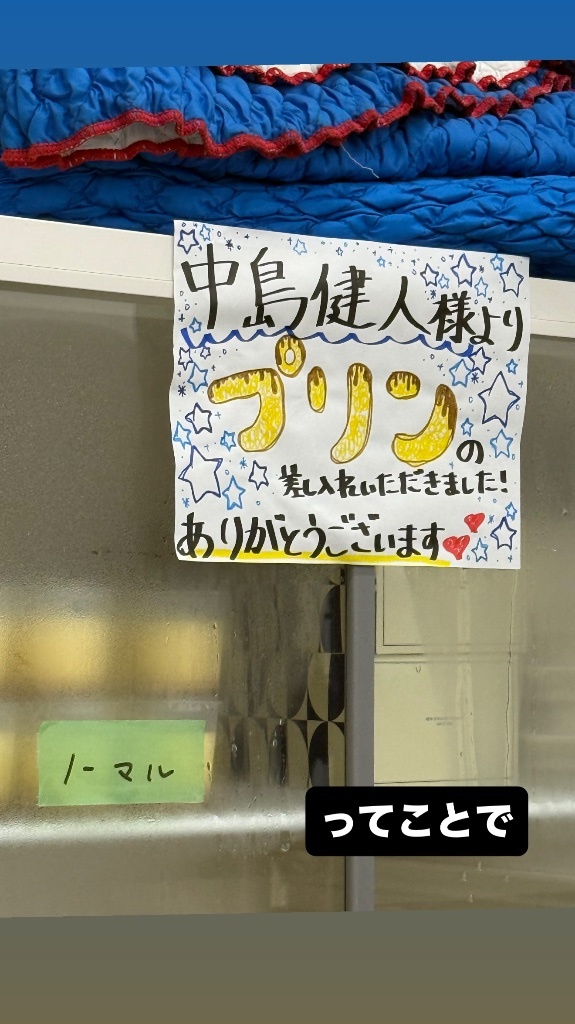 中島健人様より
プリンの
差し入れいただきました!
ありがとうございます
ノーマル
ってことで